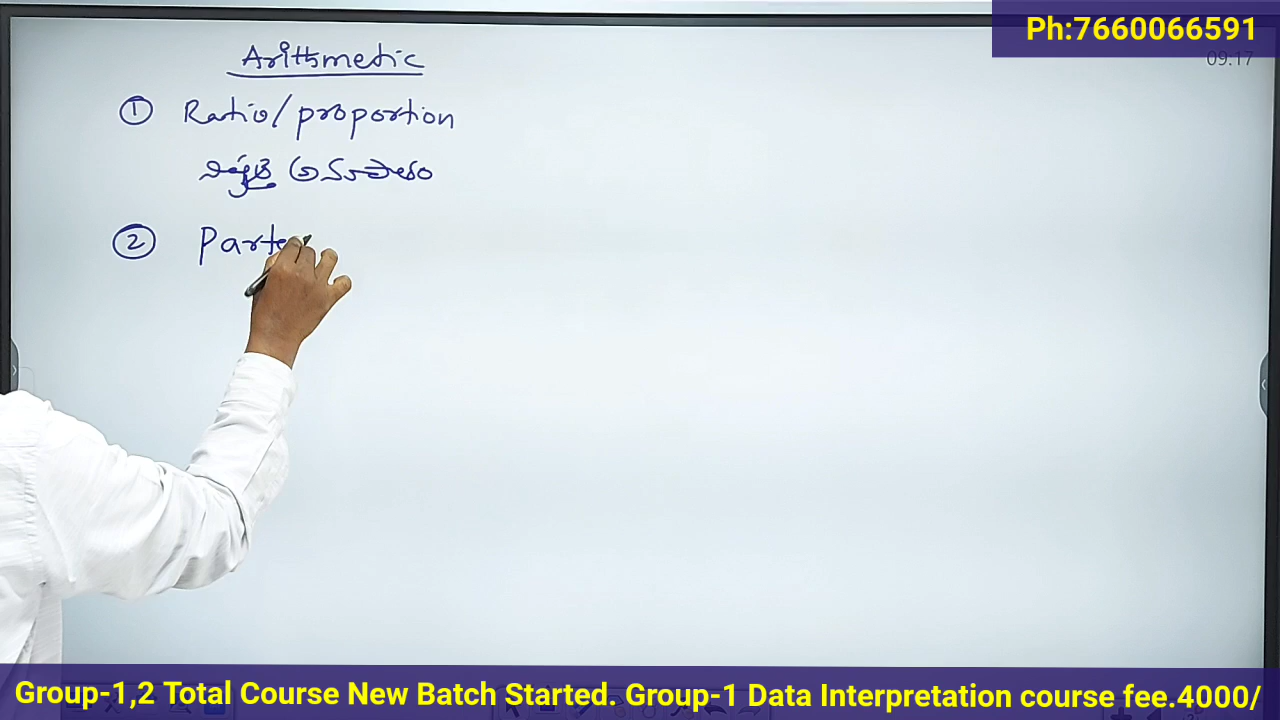 Ph:7660066591
09:17
Arithmetic
① Ratio/proportion
నిష్పత్తి అనుపాతం
② Parte
Group-1,2 Total Course New Batch Started. Group-1 Data Interpretation course fee.4000/